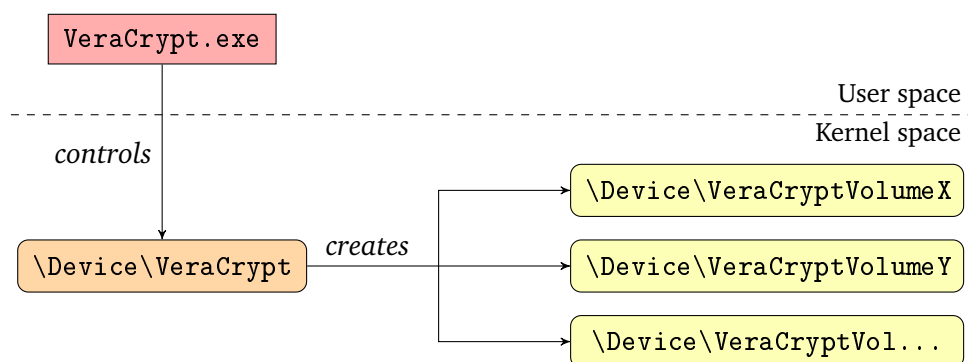 VeraCrypt.exe
User space
Kernel space
controls
\Device\VeraCryptVolumeX
\Device\VeraCrypt
creates
\Device\VeraCryptVolumeY
\Device\VeraCryptVol...